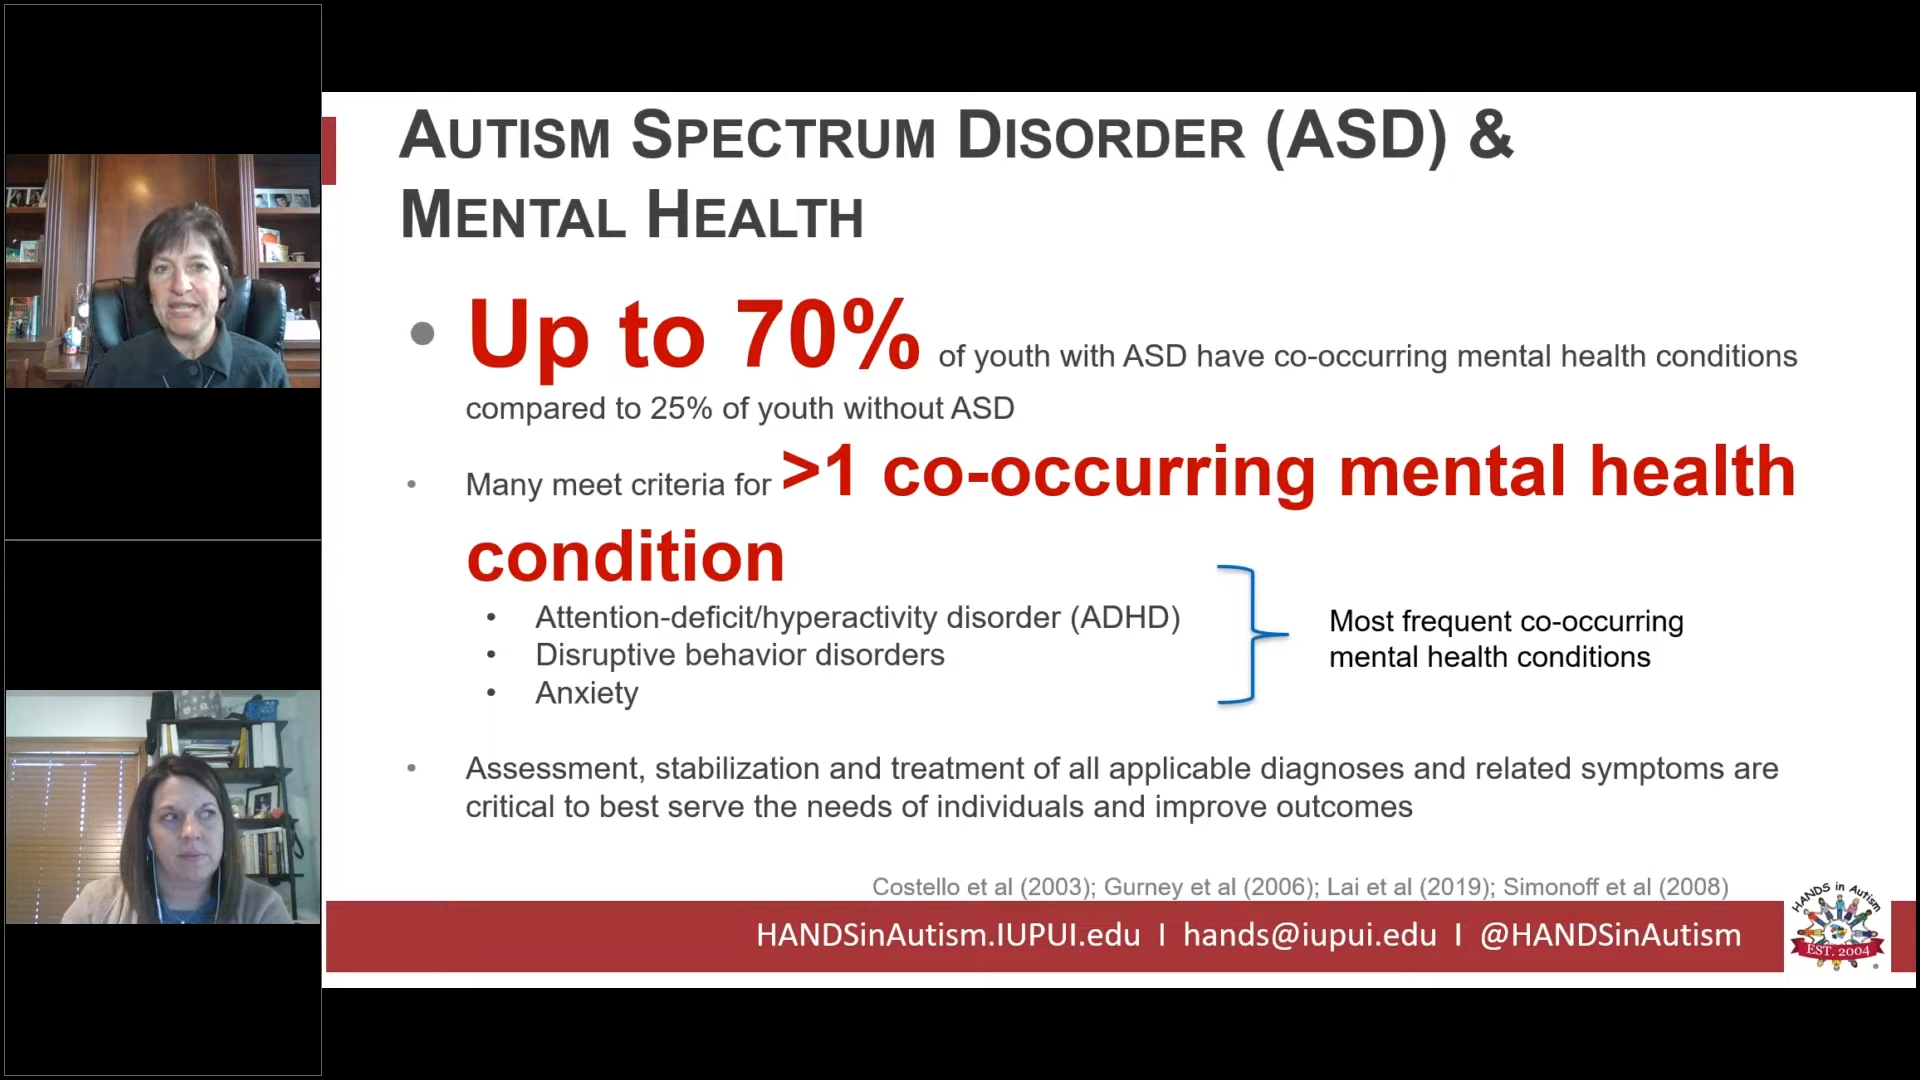 AUTISM SPECTRUM DISORDER (ASD) &
MENTAL HEALTH
• Up to 70% of youth with ASD have co-occurring mental health conditions
compared to 25% of youth without ASD
• Many meet criteria for >1 co-occurring mental health
condition
• Attention-deficit/hyperactivity disorder (ADHD)
• Disruptive behavior disorders
• Anxiety
Most frequent co-occurring
mental health conditions
• Assessment, stabilization and treatment of all applicable diagnoses and related symptoms are
critical to best serve the needs of individuals and improve outcomes
Costello et al (2003); Gurney et al (2006); Lai et al (2019); Simonoff et al (2008)
HANDSinAutism.IUPUI.edu I hands@iupui.edu I @HANDSinAutism
HANDS in Autism
EST. 2004